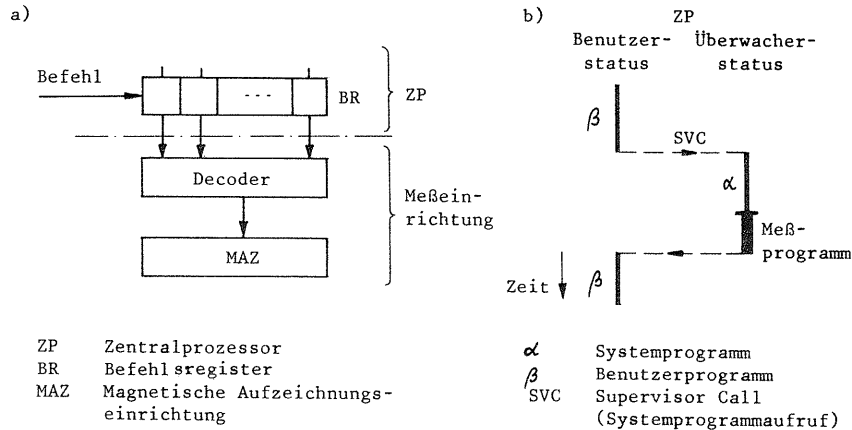 a)
Befehl
BR
ZP
Decoder
Meßein-
richtung
MAZ
ZP Zentralprozessor
BR Befehlsregister
MAZ Magnetische Aufzeichnungs-
einrichtung
b)
ZP
Benutzer- Überwacher-
status status
β
SVC
α
Meß-
programm
Zeit
β
α Systemprogramm
β Benutzerprogramm
SVC Supervisor Call
(Systemprogrammaufruf)